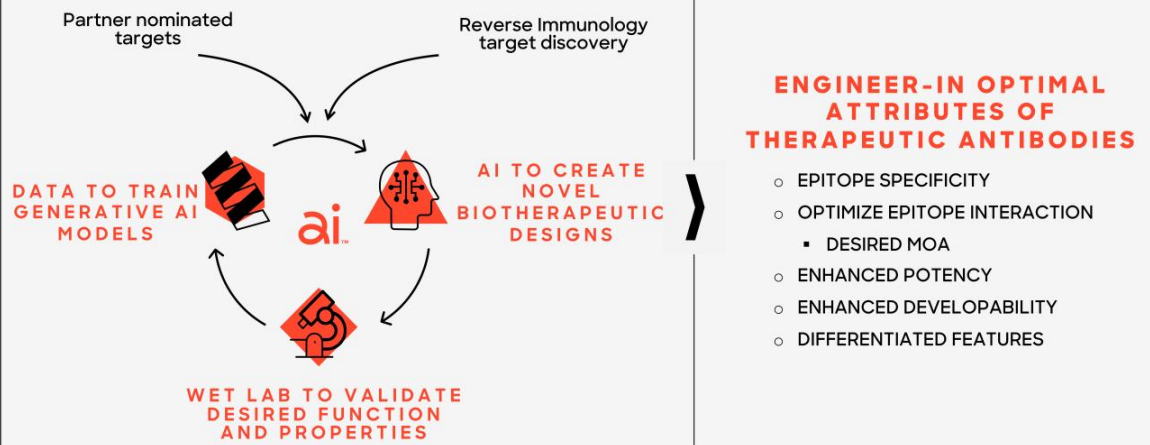 Partner nominated
targets
Reverse Immunology
target discovery
DATA TO TRAIN
GENERATIVE AI
MODELS
ai™
AI TO CREATE
NOVEL
BIOTHERAPEUTIC
DESIGNS
WET LAB TO VALIDATE
DESIRED FUNCTION
AND PROPERTIES
ENGINEER-IN OPTIMAL
ATTRIBUTES OF
THERAPEUTIC ANTIBODIES
○ EPITOPE SPECIFICITY
○ OPTIMIZE EPITOPE INTERACTION
▪ DESIRED MOA
○ ENHANCED POTENCY
○ ENHANCED DEVELOPABILITY
○ DIFFERENTIATED FEATURES